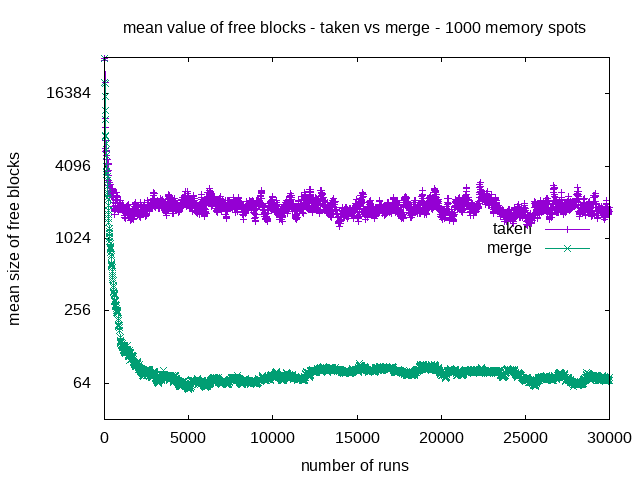 mean value of free blocks - taken vs merge - 1000 memory spots
mean size of free blocks
16384
4096
1024
256
64
taken
merge
0
5000
10000
15000
20000
25000
30000
number of runs